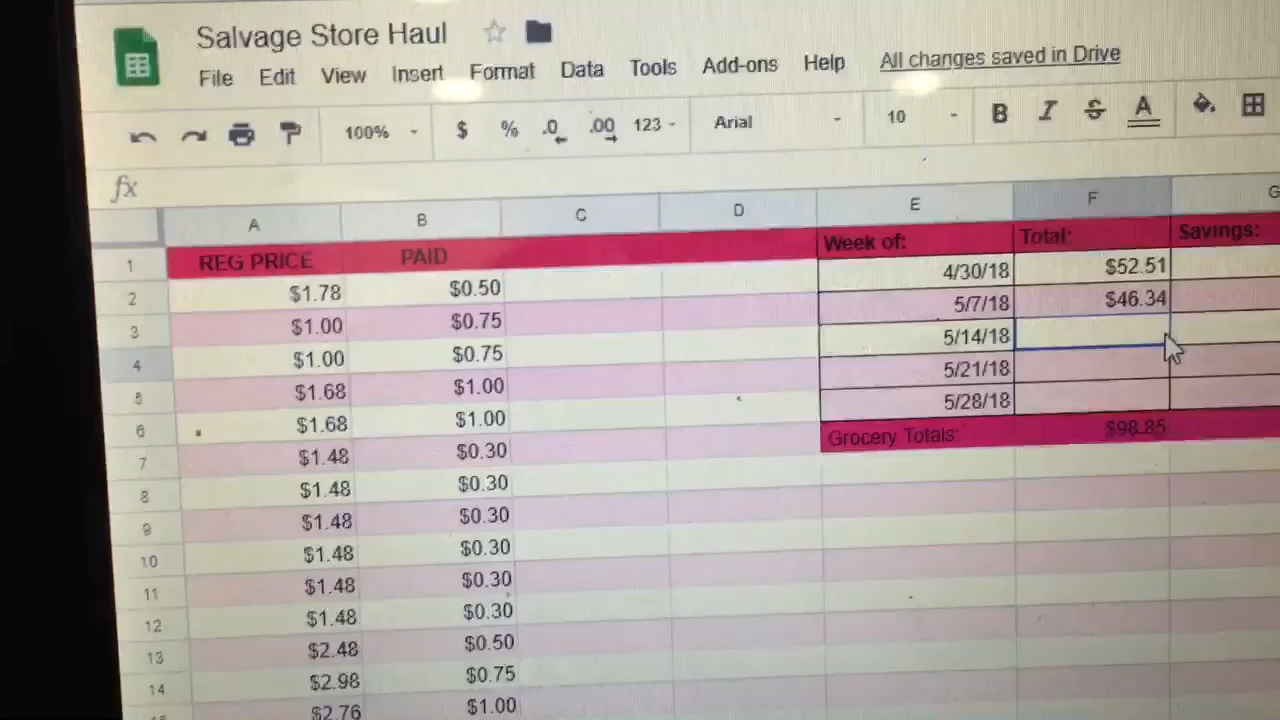 Salvage Store Haul
File Edit View Insert Format Data Tools Add-ons Help All changes saved in Drive
100% $ % .0 .00 123 Arial 10 B I S A
fx
A B C D E F G
1 REG PRICE PAID Week of: Total: Savings:
2 $1.78 $0.50 4/30/18 $52.51
3 $1.00 $0.75 5/7/18 $46.34
4 $1.00 $0.75 5/14/18
5 $1.68 $1.00 5/21/18
6 $1.68 $1.00 5/28/18
7 $1.48 $0.30 Grocery Totals: $98.85
8 $1.48 $0.30
9 $1.48 $0.30
10 $1.48 $0.30
11 $1.48 $0.30
12 $1.48 $0.30
13 $2.48 $0.50
14 $2.98 $0.75
15 $2.76 $1.00